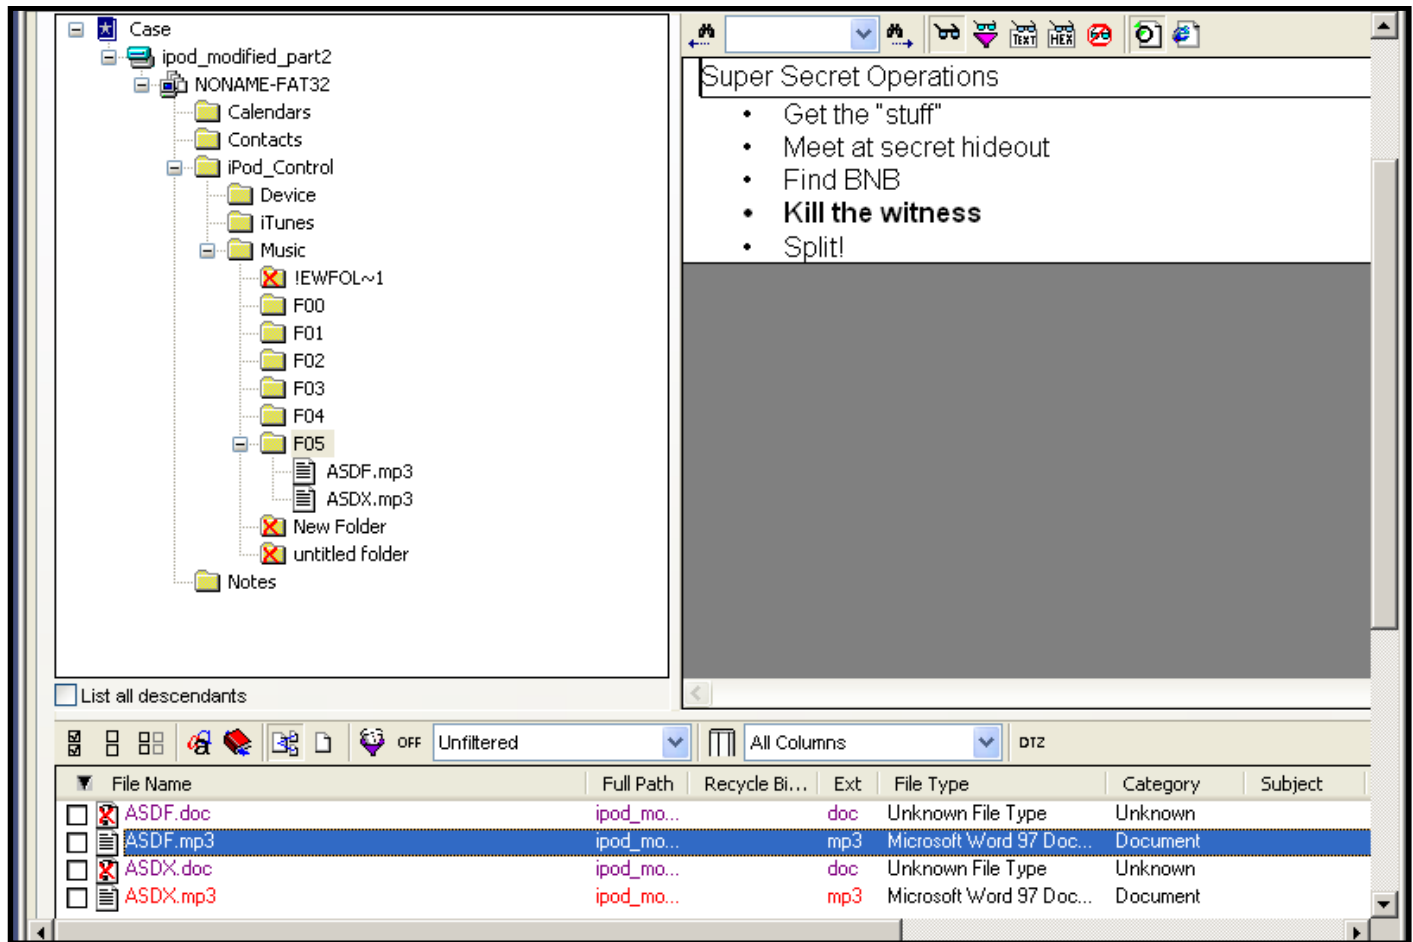 Case
ipod_modified_part2
NONAME-FAT32
Calendars
Contacts
iPod_Control
Device
iTunes
Music
!EWFOL~1
F00
F01
F02
F03
F04
F05
ASDF.mp3
ASDX.mp3
New Folder
untitled folder
Notes
List all descendants
TEXT
HEX
Super Secret Operations
• Get the "stuff"
• Meet at secret hideout
• Find BNB
• Kill the witness
• Split!
OFF Unfiltered All Columns DTZ
File Name Full Path Recycle Bi... Ext File Type Category Subject
ASDF.doc ipod_mo... doc Unknown File Type Unknown
ASDF.mp3 ipod_mo... mp3 Microsoft Word 97 Doc... Document
ASDX.doc ipod_mo... doc Unknown File Type Unknown
ASDX.mp3 ipod_mo... mp3 Microsoft Word 97 Doc... Document